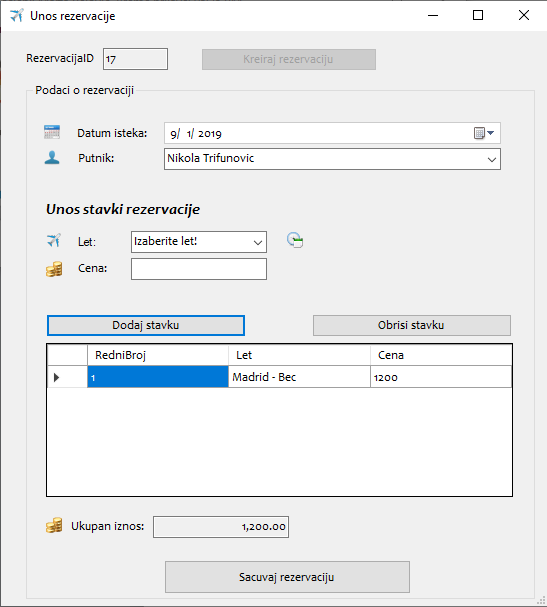 Unos rezervacije
RezervacijaID 17 Kreiraj rezervaciju
Podaci o rezervaciji
Datum isteka: 9/ 1/ 2019
Putnik: Nikola Trifunovic
Unos stavki rezervacije
Let: Izaberite let!
Cena:
Dodaj stavku Obrisi stavku
RedniBroj Let Cena
1 Madrid - Bec 1200
Ukupan iznos: 1,200.00
Sacuvaj rezervaciju